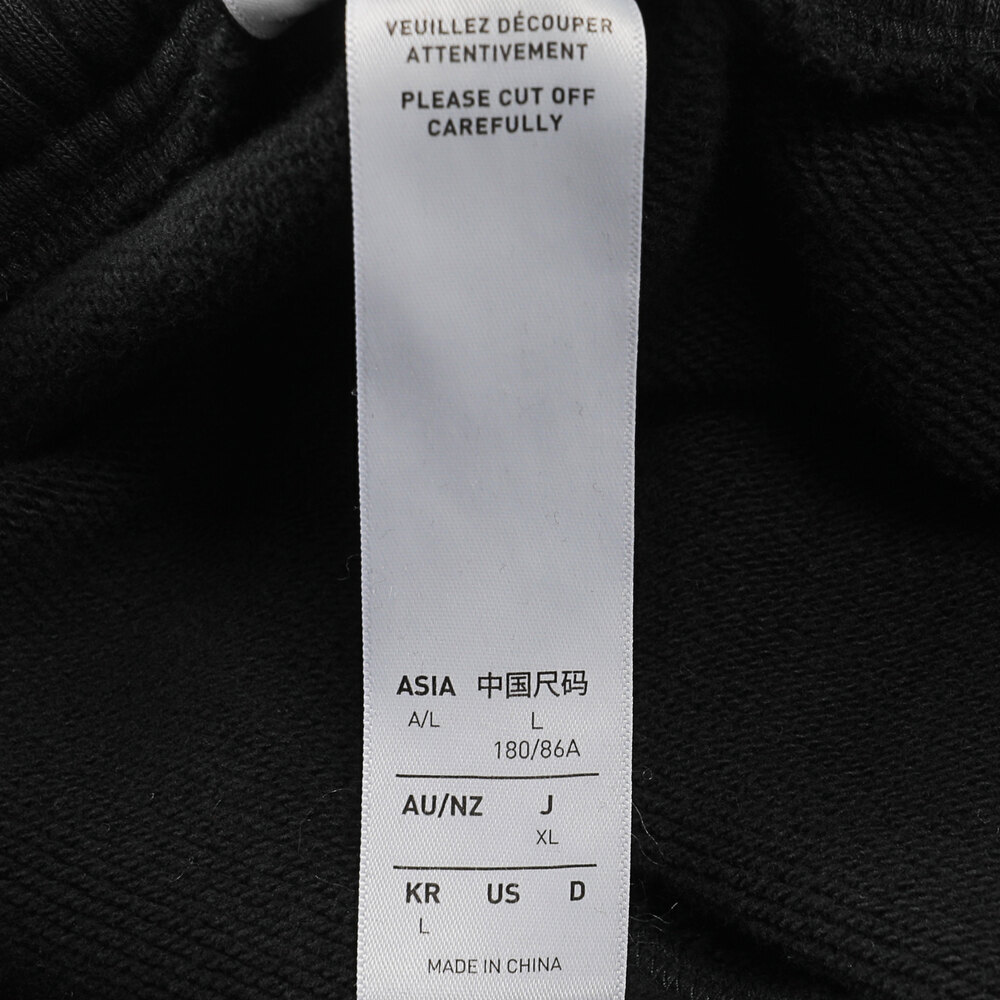 VEUILLEZ DÉCOUPER
ATTENTIVEMENT
PLEASE CUT OFF
CAREFULLY
ASIA 中国尺码
A/L L
180/86A
AU/NZ J
XL
KR US D
L
MADE IN CHINA